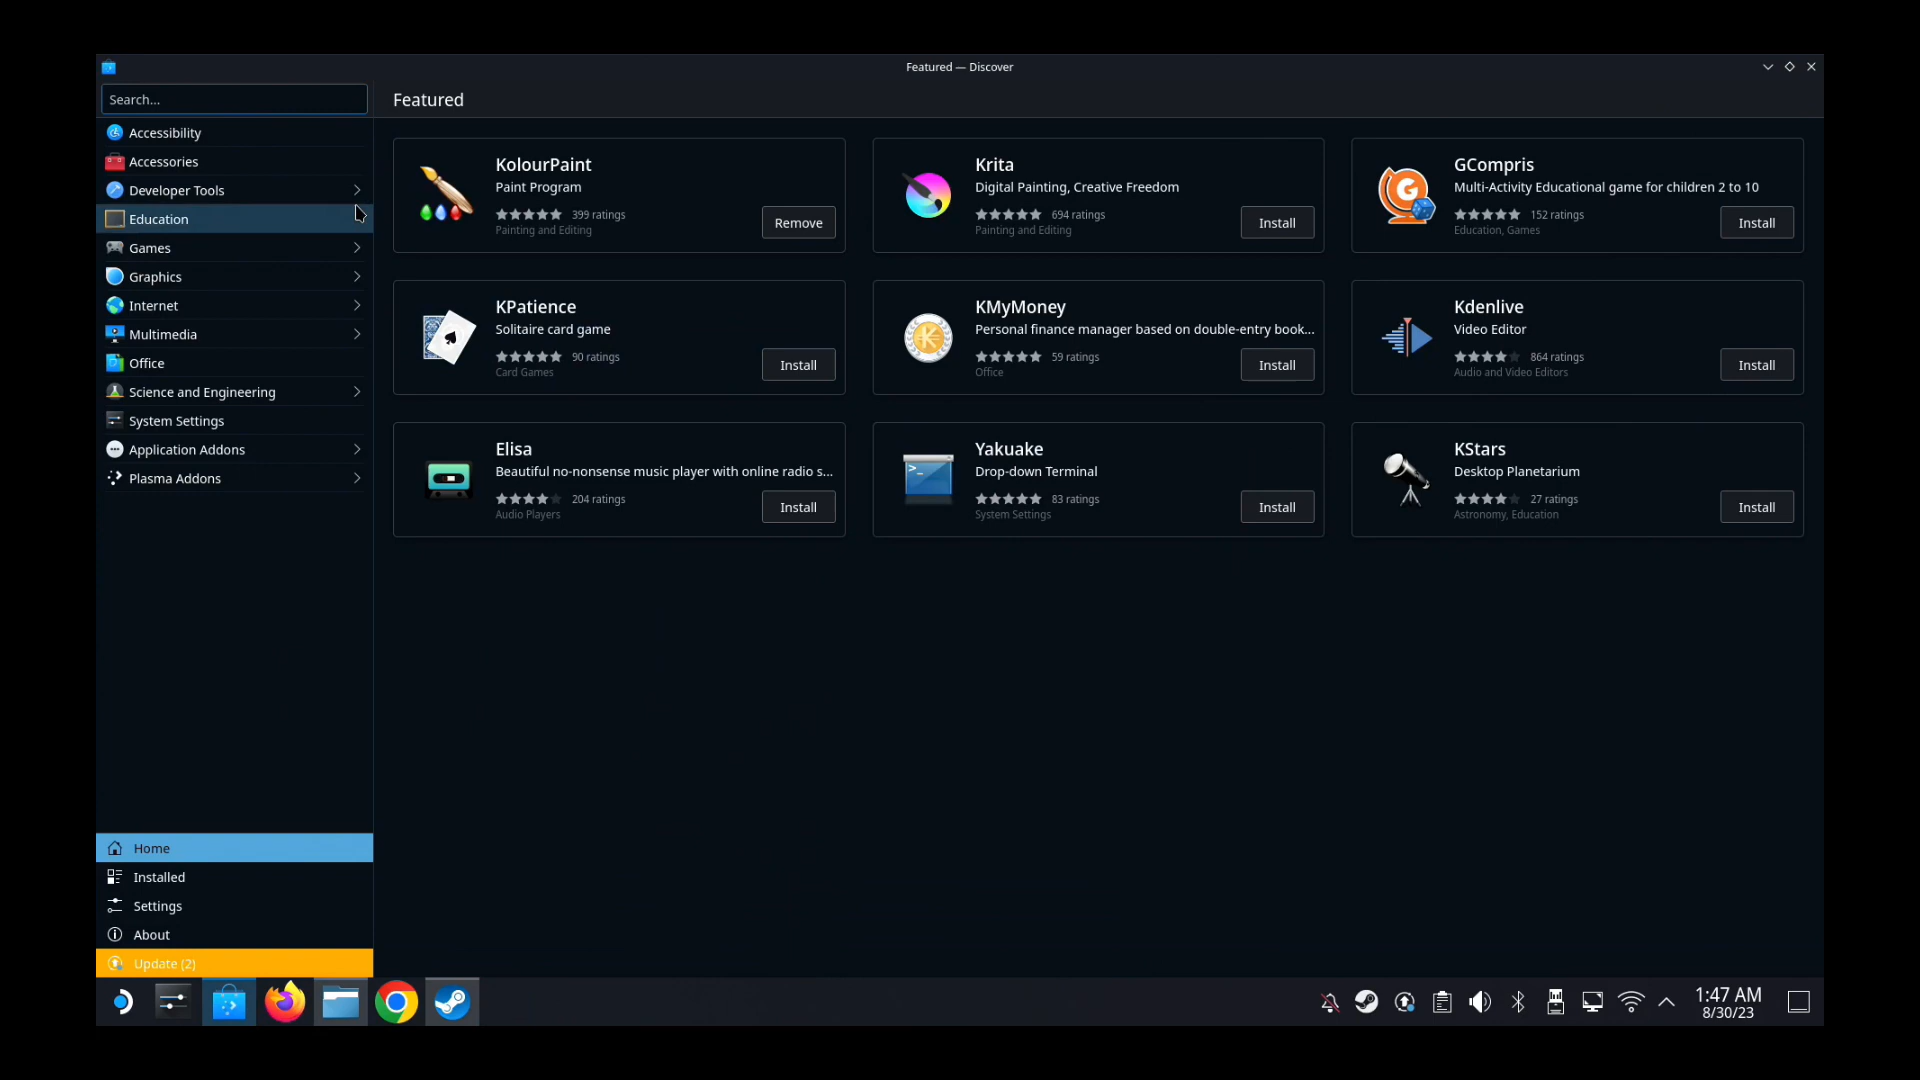 Featured — Discover
Search...
Featured
Accessibility
Accessories
Developer Tools
Education
Games
Graphics
Internet
Multimedia
Office
Science and Engineering
System Settings
Application Addons
Plasma Addons
KolourPaint
Paint Program
399 ratings
Painting and Editing
Remove
Krita
Digital Painting, Creative Freedom
694 ratings
Painting and Editing
Install
GCompris
Multi-Activity Educational game for children 2 to 10
152 ratings
Education, Games
Install
KPatience
Solitaire card game
90 ratings
Card Games
Install
KMyMoney
Personal finance manager based on double-entry book...
59 ratings
Office
Install
Kdenlive
Video Editor
864 ratings
Audio and Video Editors
Install
Elisa
Beautiful no-nonsense music player with online radio s...
204 ratings
Audio Players
Install
Yakuake
Drop-down Terminal
83 ratings
System Settings
Install
KStars
Desktop Planetarium
27 ratings
Astronomy, Education
Install
Home
Installed
Settings
About
Update (2)
1:47 AM
8/30/23